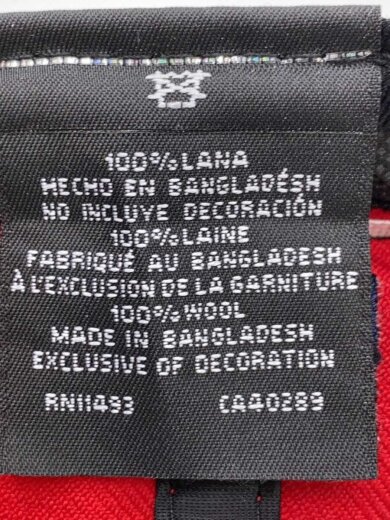 100% LANA
HECHO EN BANGLADÉSH
NO INCLUYE DECORACIÓN
100% LAINE
FABRIQUÉ AU BANGLADESH
À L'EXCLUSION DE LA GARNITURE
100% WOOL
MADE IN BANGLADESH
EXCLUSIVE OF DECORATION
RN11493 CA40289